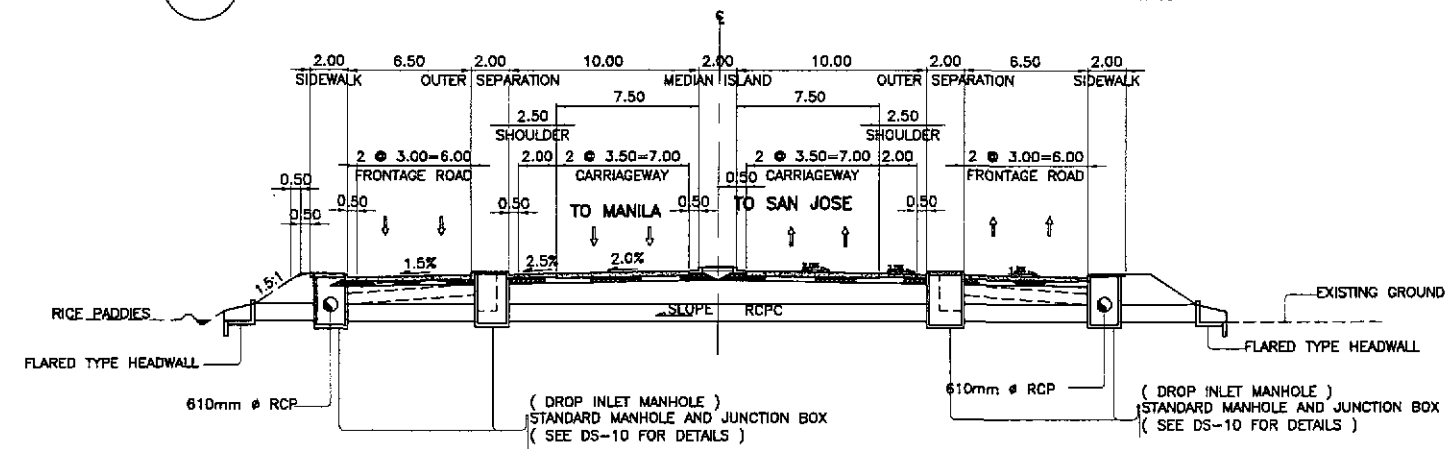 ℄
2.00 6.50 2.00 10.00 2.00 10.00 2.00 6.50 2.00
SIDEWALK OUTER SEPARATION MEDIAN ISLAND OUTER SEPARATION SIDEWALK
7.50 7.50
2.50 2.50
SHOULDER SHOULDER
2 @ 3.00=6.00 2.00 2 @ 3.50=7.00 2 @ 3.50=7.00 2.00 2 @ 3.00=6.00
FRONTAGE ROAD CARRIAGEWAY CARRIAGEWAY FRONTAGE ROAD
0.50 0.50
0.50 0.50 0.50 0.50 0.50
TO MANILA TO SAN JOSE
1.5:1 1.5% 2.5% 2.0%
RICE PADDIES SLOPE RCPC EXISTING GROUND
FLARED TYPE HEADWALL FLARED TYPE HEADWALL
610mm ø RCP 610mm ø RCP
( DROP INLET MANHOLE )
STANDARD MANHOLE AND JUNCTION BOX
( SEE DS-10 FOR DETAILS )
( DROP INLET MANHOLE )
STANDARD MANHOLE AND JUNCTION BOX
( SEE DS-10 FOR DETAILS )